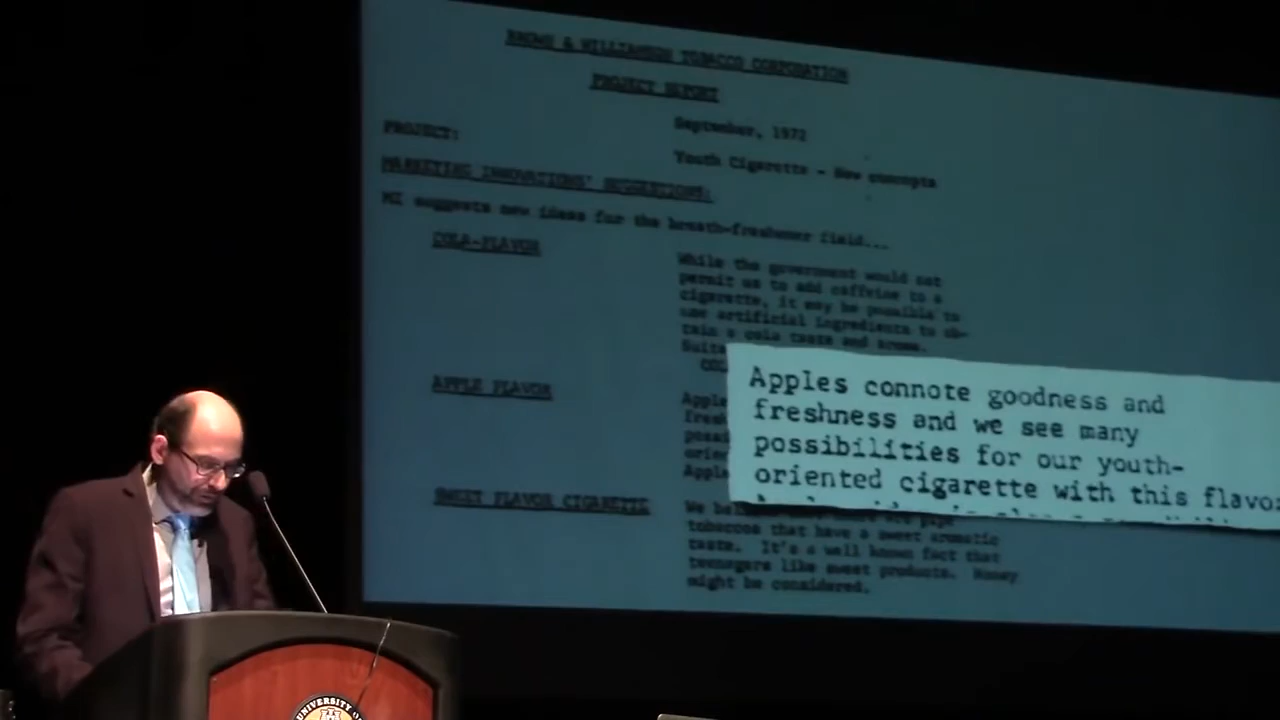 BROWN & WILLIAMSON TOBACCO CORPORATION
PROJECT REPORT
September, 1972
PROJECT:
Youth Cigarette - New concepts
MARKETING INNOVATIONS' SUGGESTIONS:
MI suggests new ideas for the breath-freshener field...
COLA-FLAVOR
While the government would not
permit us to add caffeine to a
cigarette, it may be possible to
use artificial ingredients to ob-
tain a cola taste and aroma.
APPLE FLAVOR
Apples connote goodness and
freshness and we see many
possibilities for our youth-
oriented cigarette with this flavo
SWEET FLAVOR CIGARETTE
We
tobaccos that have a sweet aromatic
taste. It's a well known fact that
teenagers like sweet products. Honey
might be considered.
UNIVERSITY